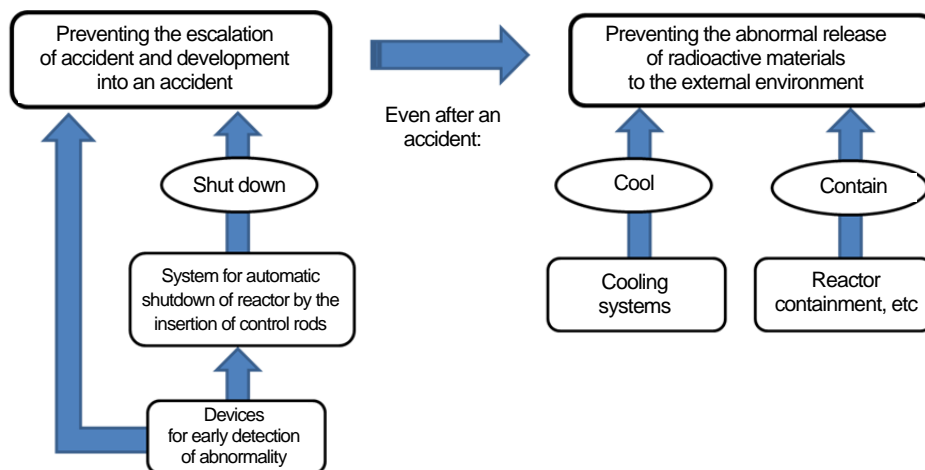 Preventing the escalation
of accident and development
into an accident
Even after an
accident:
Preventing the abnormal release
of radioactive materials
to the external environment
Shut down
Cool
Contain
System for automatic
shutdown of reactor by the
insertion of control rods
Cooling
systems
Reactor
containment, etc
Devices
for early detection
of abnormality